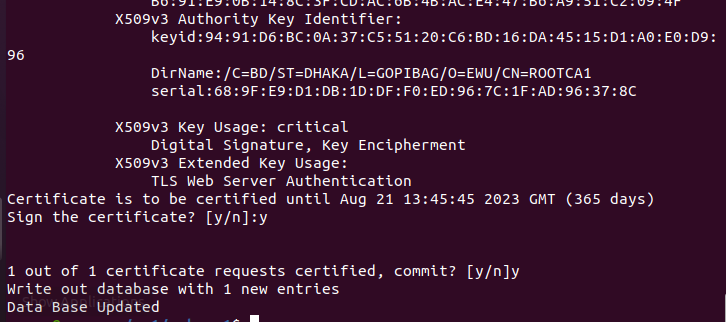 X509v3 Authority Key Identifier:
keyid:94:91:D6:BC:0A:37:C5:51:20:C6:BD:16:DA:45:15:D1:A0:E0:D9:
96
DirName:/C=BD/ST=DHAKA/L=GOPIBAG/O=EWU/CN=ROOTCA1
serial:68:9F:E9:D1:DB:1D:DF:F0:ED:96:7C:1F:AD:96:37:8C
X509v3 Key Usage: critical
Digital Signature, Key Encipherment
X509v3 Extended Key Usage:
TLS Web Server Authentication
Certificate is to be certified until Aug 21 13:45:45 2023 GMT (365 days)
Sign the certificate? [y/n]:y
1 out of 1 certificate requests certified, commit? [y/n]y
Write out database with 1 new entries
Show Applications
Data Base Updated